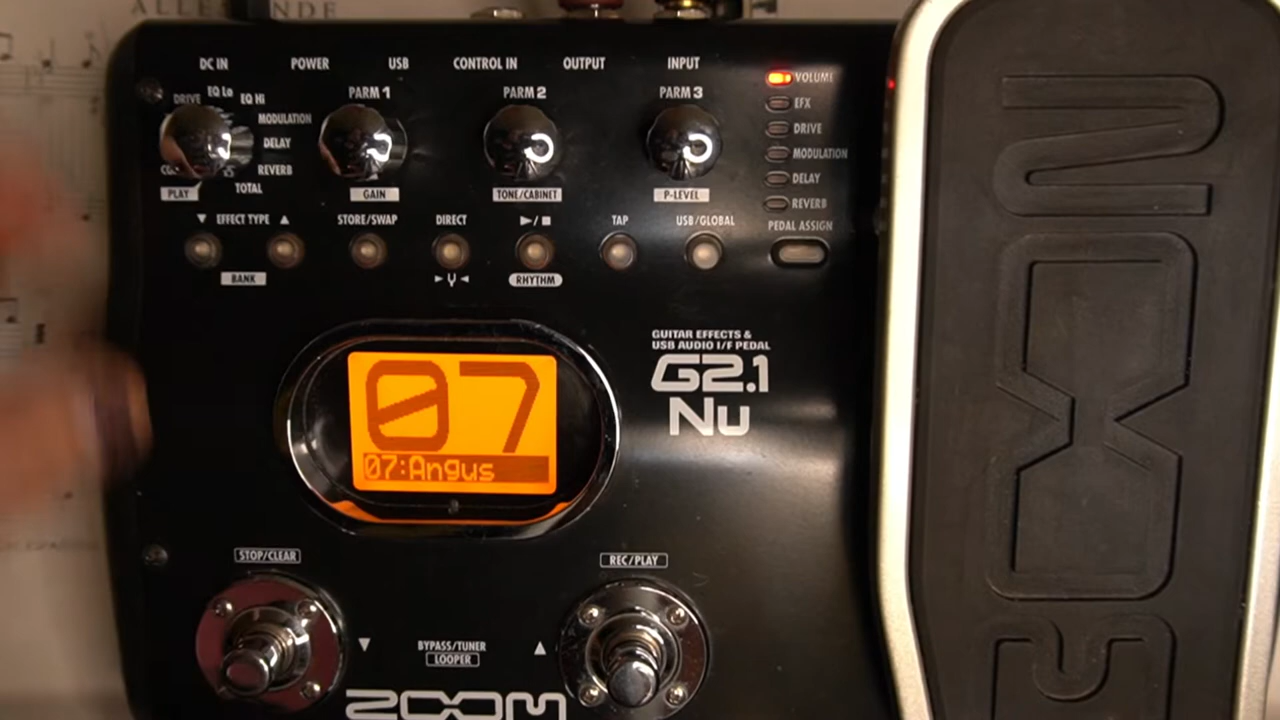 DC IN POWER USB CONTROL IN OUTPUT INPUT
VOLUME
EFX
DRIVE
MODULATION
DELAY
REVERB
PEDAL ASSIGN
DRIVE EQ Lo EQ Hi
MODULATION
DELAY
REVERB
TOTAL
PLAY
PARM 1 PARM 2 PARM 3
GAIN TONE/CABINET P-LEVEL
▼ EFFECT TYPE ▲ STORE/SWAP DIRECT ▶/■ TAP USB/GLOBAL
BANK RHYTHM
GUITAR EFFECTS &
USB AUDIO I/F PEDAL
G2.1
Nu
07
07:Angus
STOP/CLEAR REC/PLAY
▼ BYPASS/TUNER ▲
LOOPER
ZOOM